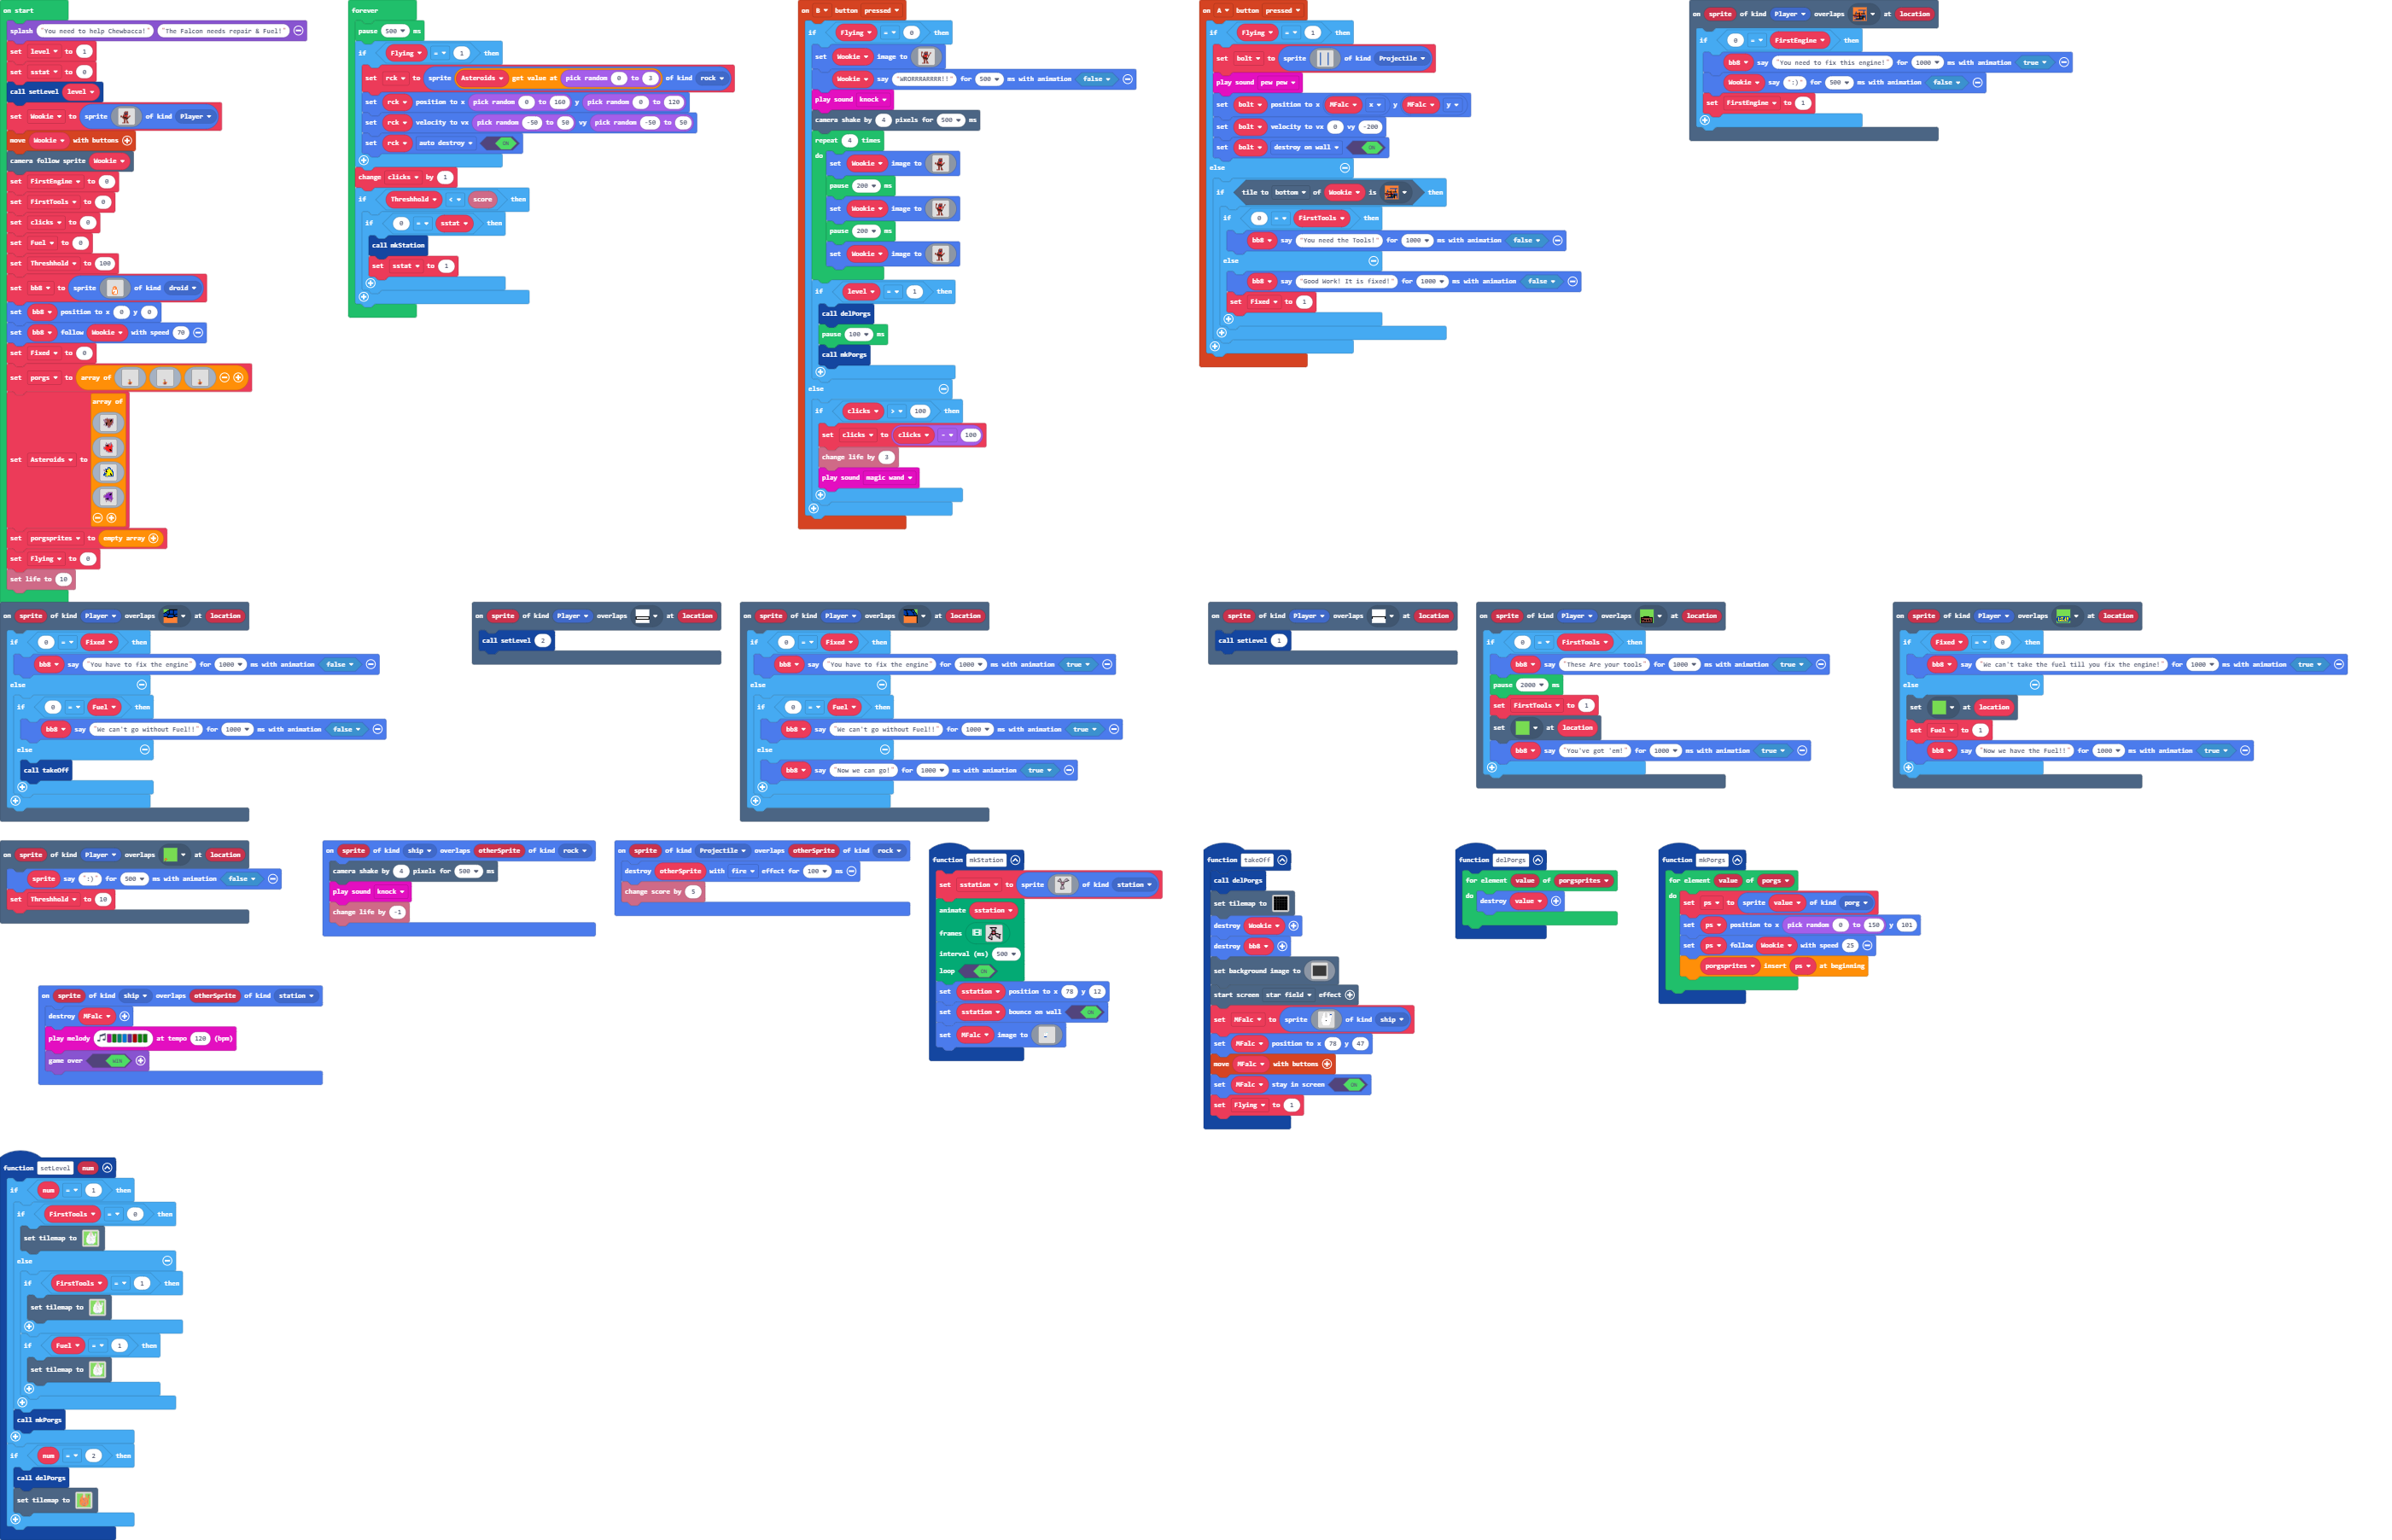 on start
splash "You need to help Chewbacca!" "The Falcon needs repair & Fuel!"
set level to 1
set sstat to 0
call setLevel level
set Wookie to sprite of kind Player
move Wookie with buttons
camera follow sprite Wookie
set FirstEngine to 0
set FirstTools to 0
set clicks to 0
set Fuel to 0
set Threshhold to 100
set bb8 to sprite of kind droid
set bb8 position to x 0 y 0
set bb8 follow Wookie with speed 70
set Fixed to 0
set porgs to array of
set Asteroids to array of
set porgsprites to empty array
set Flying to 0
set life to 10
forever
pause 500 ms
if Flying = 1 then
set rck to sprite Asteroids get value at pick random 0 to 3 of kind rock
set rck position to x pick random 0 to 160 y pick random 0 to 120
set rck velocity to vx pick random -50 to 50 vy pick random -50 to 50
set rck auto destroy ON
change clicks by 1
if Threshhold < score then
if 0 = sstat then
call mkStation
set sstat to 1
on B button pressed
if Flying = 0 then
set Wookie image to
Wookie say "WRORRRARRRR!!" for 500 ms with animation false
play sound knock
camera shake by 4 pixels for 500 ms
repeat 4 times
do
set Wookie image to
pause 200 ms
set Wookie image to
pause 200 ms
set Wookie image to
if level = 1 then
call delPorgs
pause 100 ms
call mkPorgs
else
if clicks > 100 then
set clicks to clicks - 100
change life by 3
play sound magic wand
on A button pressed
if Flying = 1 then
set bolt to sprite of kind Projectile
play sound pew pew
set bolt position to x MFalc x y MFalc y
set bolt velocity to vx 0 vy -200
set bolt destroy on wall ON
else
if tile to bottom of Wookie is then
if 0 = FirstTools then
bb8 say "You need the Tools!" for 1000 ms with animation false
else
bb8 say "Good Work! It is fixed!" for 1000 ms with animation false
set Fixed to 1
on sprite of kind Player overlaps at location
if 0 = FirstEngine then
bb8 say "You need to fix this engine!" for 1000 ms with animation true
Wookie say ":)" for 500 ms with animation false
set FirstEngine to 1
on sprite of kind Player overlaps at location
if 0 = Fixed then
bb8 say "You have to fix the engine" for 1000 ms with animation false
else
if 0 = Fuel then
bb8 say "We can't go without Fuel!!" for 1000 ms with animation false
else
call takeOff
on sprite of kind Player overlaps at location
call setLevel 2
on sprite of kind Player overlaps at location
if 0 = Fixed then
bb8 say "You have to fix the engine" for 1000 ms with animation true
else
if 0 = Fuel then
bb8 say "We can't go without Fuel!!" for 1000 ms with animation true
else
bb8 say "Now we can go!" for 1000 ms with animation true
on sprite of kind Player overlaps at location
call setLevel 1
on sprite of kind Player overlaps at location
if 0 = FirstTools then
bb8 say "These Are your tools" for 1000 ms with animation true
pause 2000 ms
set FirstTools to 1
set at location
bb8 say "You've got 'em!" for 1000 ms with animation true
on sprite of kind Player overlaps at location
if Fixed = 0 then
bb8 say "We can't take the fuel till you fix the engine!" for 1000 ms with animation true
else
set at location
set Fuel to 1
bb8 say "Now we have the fuel!!" for 1000 ms with animation true
on sprite of kind Player overlaps at location
sprite say ":)" for 500 ms with animation false
set Threshhold to 10
on sprite of kind ship overlaps otherSprite of kind rock
camera shake by 4 pixels for 500 ms
play sound knock
change life by -1
on sprite of kind Projectile overlaps otherSprite of kind rock
destroy otherSprite with fire effect for 100 ms
change score by 5
function mkStation
set sstation to sprite of kind station
animate sstation
frames
interval (ms) 500
loop ON
set sstation position to x 78 y 12
set sstation bounce on wall ON
set MFalc image to
function takeOff
call delPorgs
set tilemap to
destroy Wookie
destroy bb8
set background image to
start screen star field effect
set MFalc to sprite of kind ship
set MFalc position to x 78 y 47
move MFalc with buttons
set MFalc stay in screen ON
set Flying to 1
function delPorgs
for element value of porgsprites
do destroy value
function mkPorgs
for element value of porgs
do set ps to sprite value of kind porg
set ps position to x pick random 0 to 150 y 101
set ps follow Wookie with speed 25
porgsprites insert ps at beginning
on sprite of kind ship overlaps otherSprite of kind station
destroy MFalc
play melody at tempo 120 (bpm)
game over WIN
function setLevel num
if num = 1 then
if FirstTools = 0 then
set tilemap to
else
if FirstTools = 1 then
set tilemap to
if Fuel = 1 then
set tilemap to
call mkPorgs
if num = 2 then
call delPorgs
set tilemap to